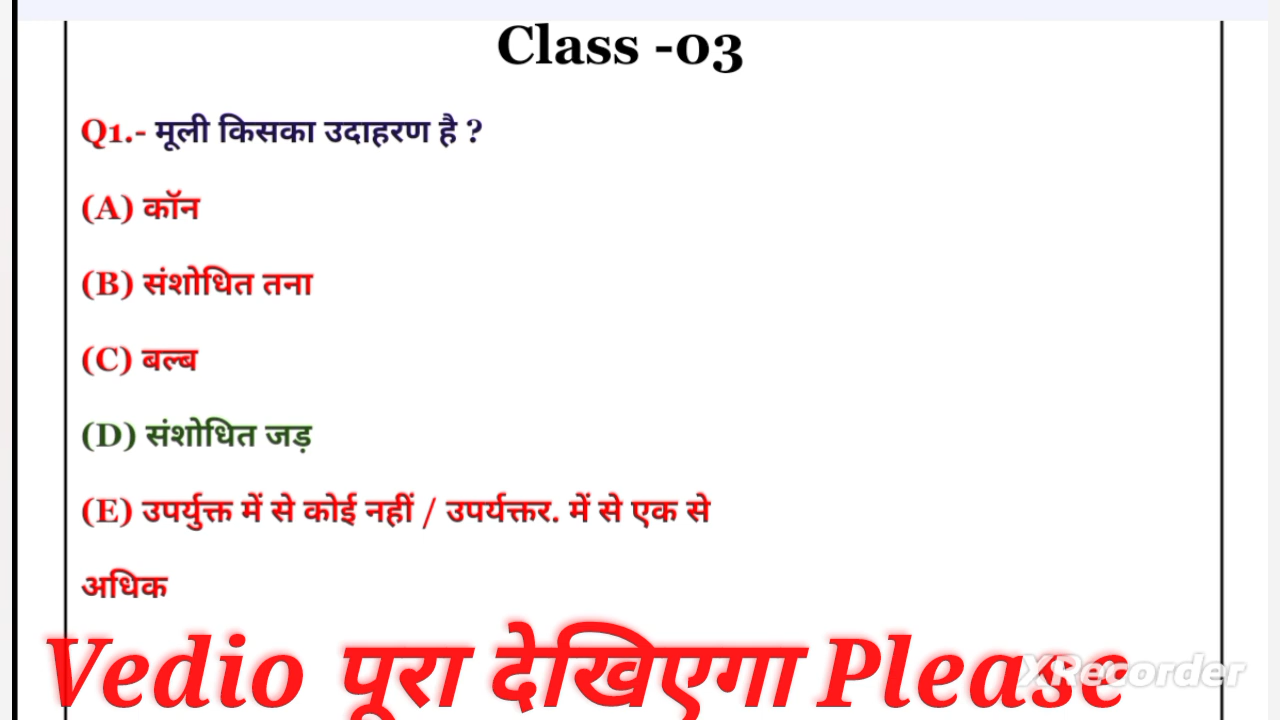 Class -03
Q1.- मूली किसका उदाहरण है ?
(A) कॉन
(B) संशोधित तना
(C) बल्ब
(D) संशोधित जड़
(E) उपर्युक्त में से कोई नहीं / उपर्यक्तर. में से एक से
अधिक
Vedio पूरा देखिएगा Please
XRecorder